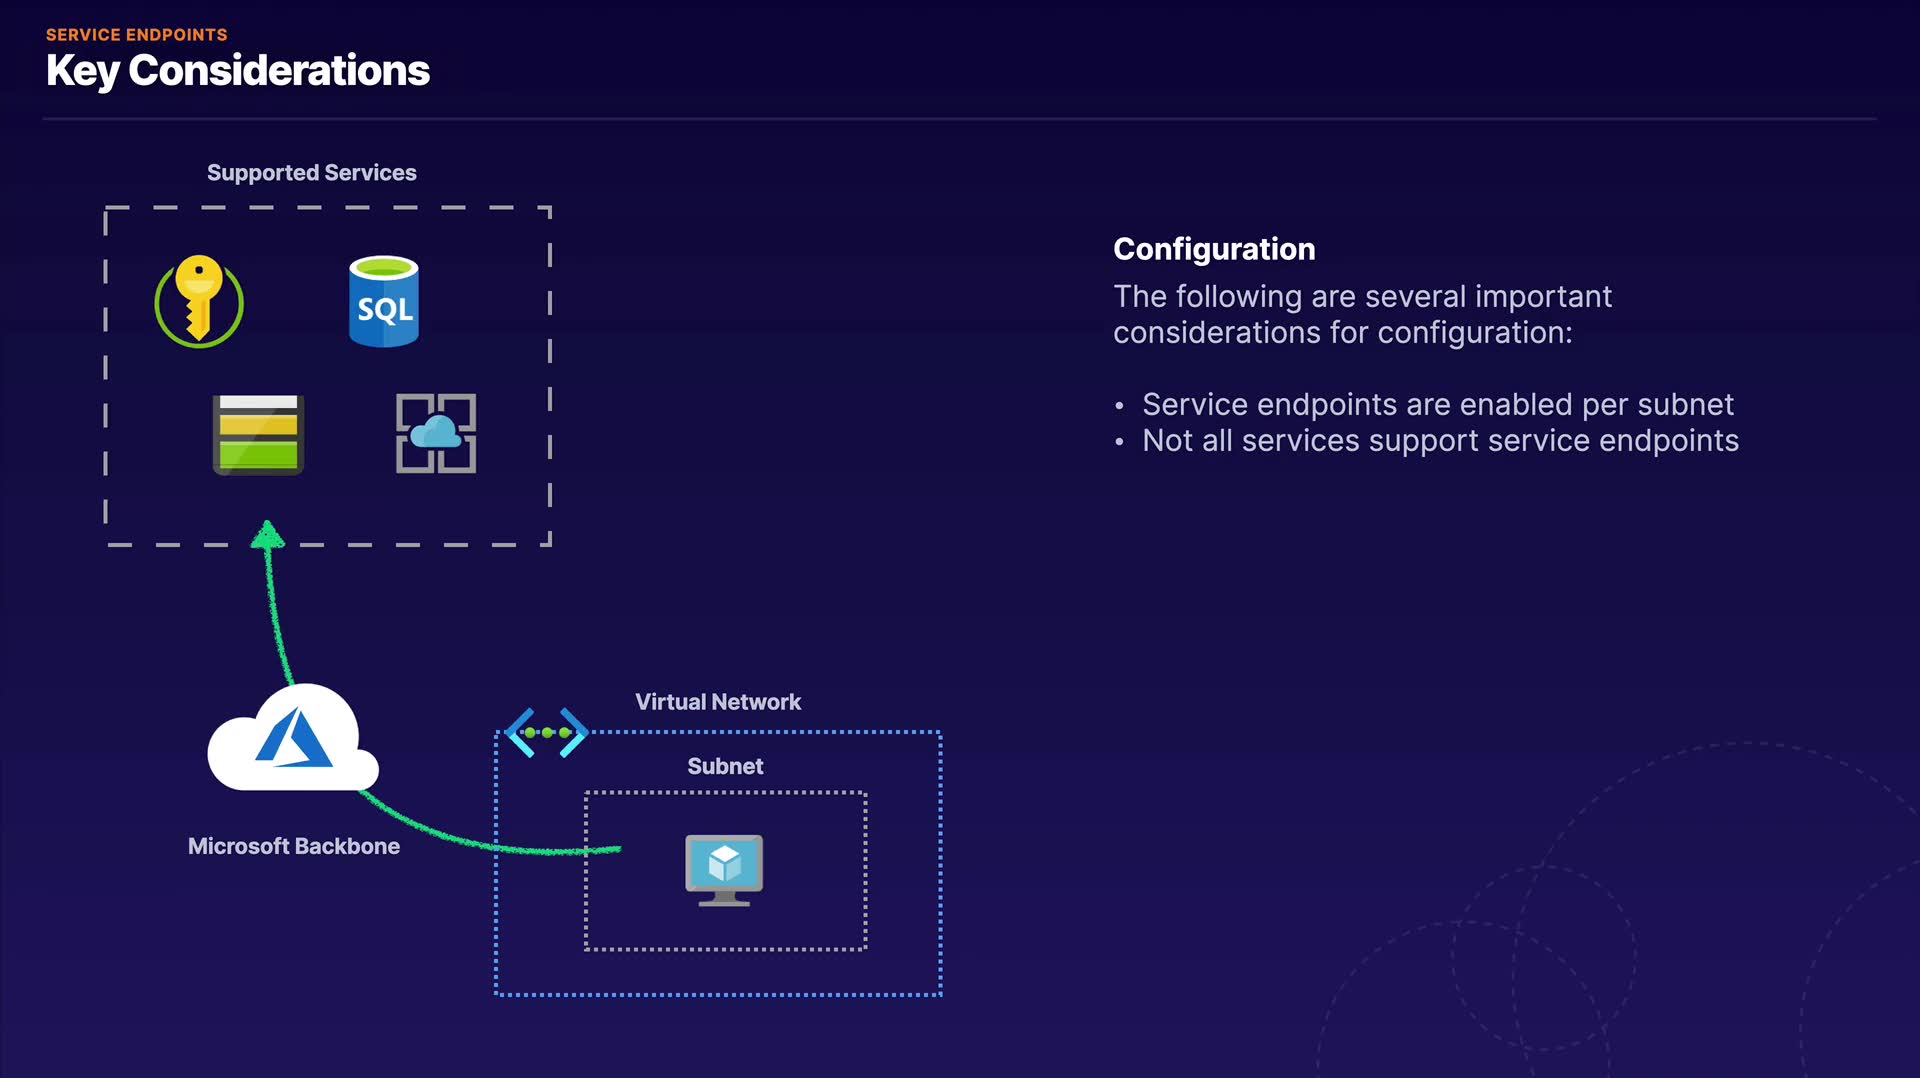 SERVICE ENDPOINTS
Key Considerations
Supported Services
SQL
Configuration
The following are several important
considerations for configuration:
• Service endpoints are enabled per subnet
• Not all services support service endpoints
Virtual Network
Subnet
Microsoft Backbone